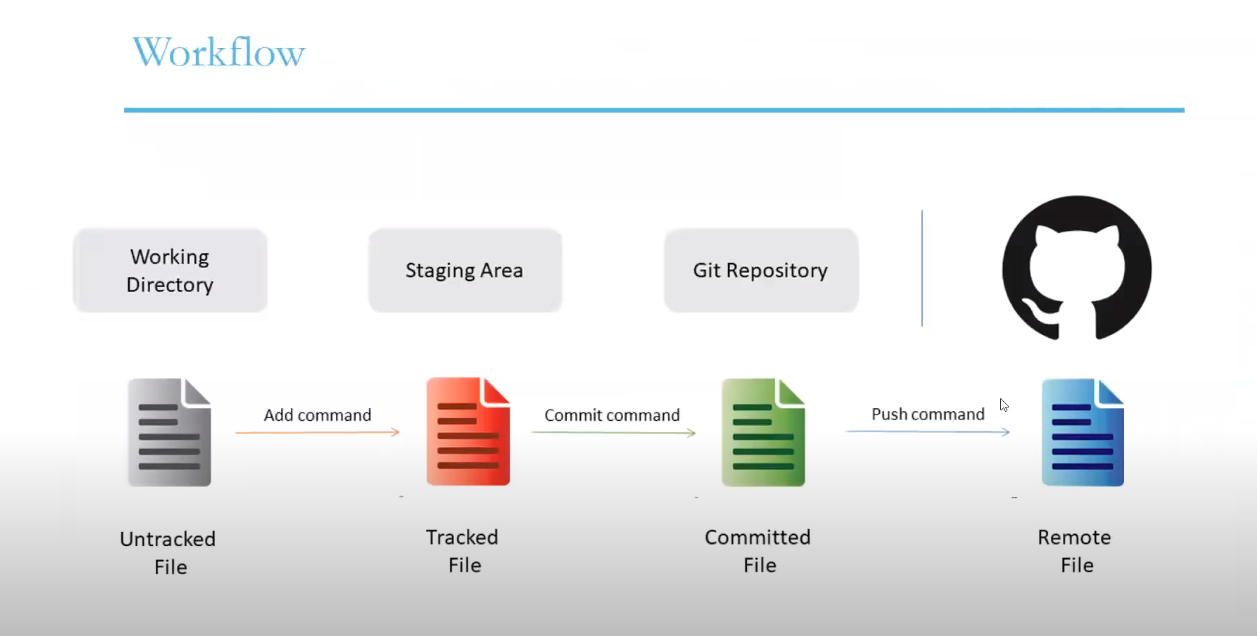 Workflow
Working
Directory
Staging Area
Git Repository
Add command
Commit command
Push command
Untracked
File
Tracked
File
Committed
File
Remote
File